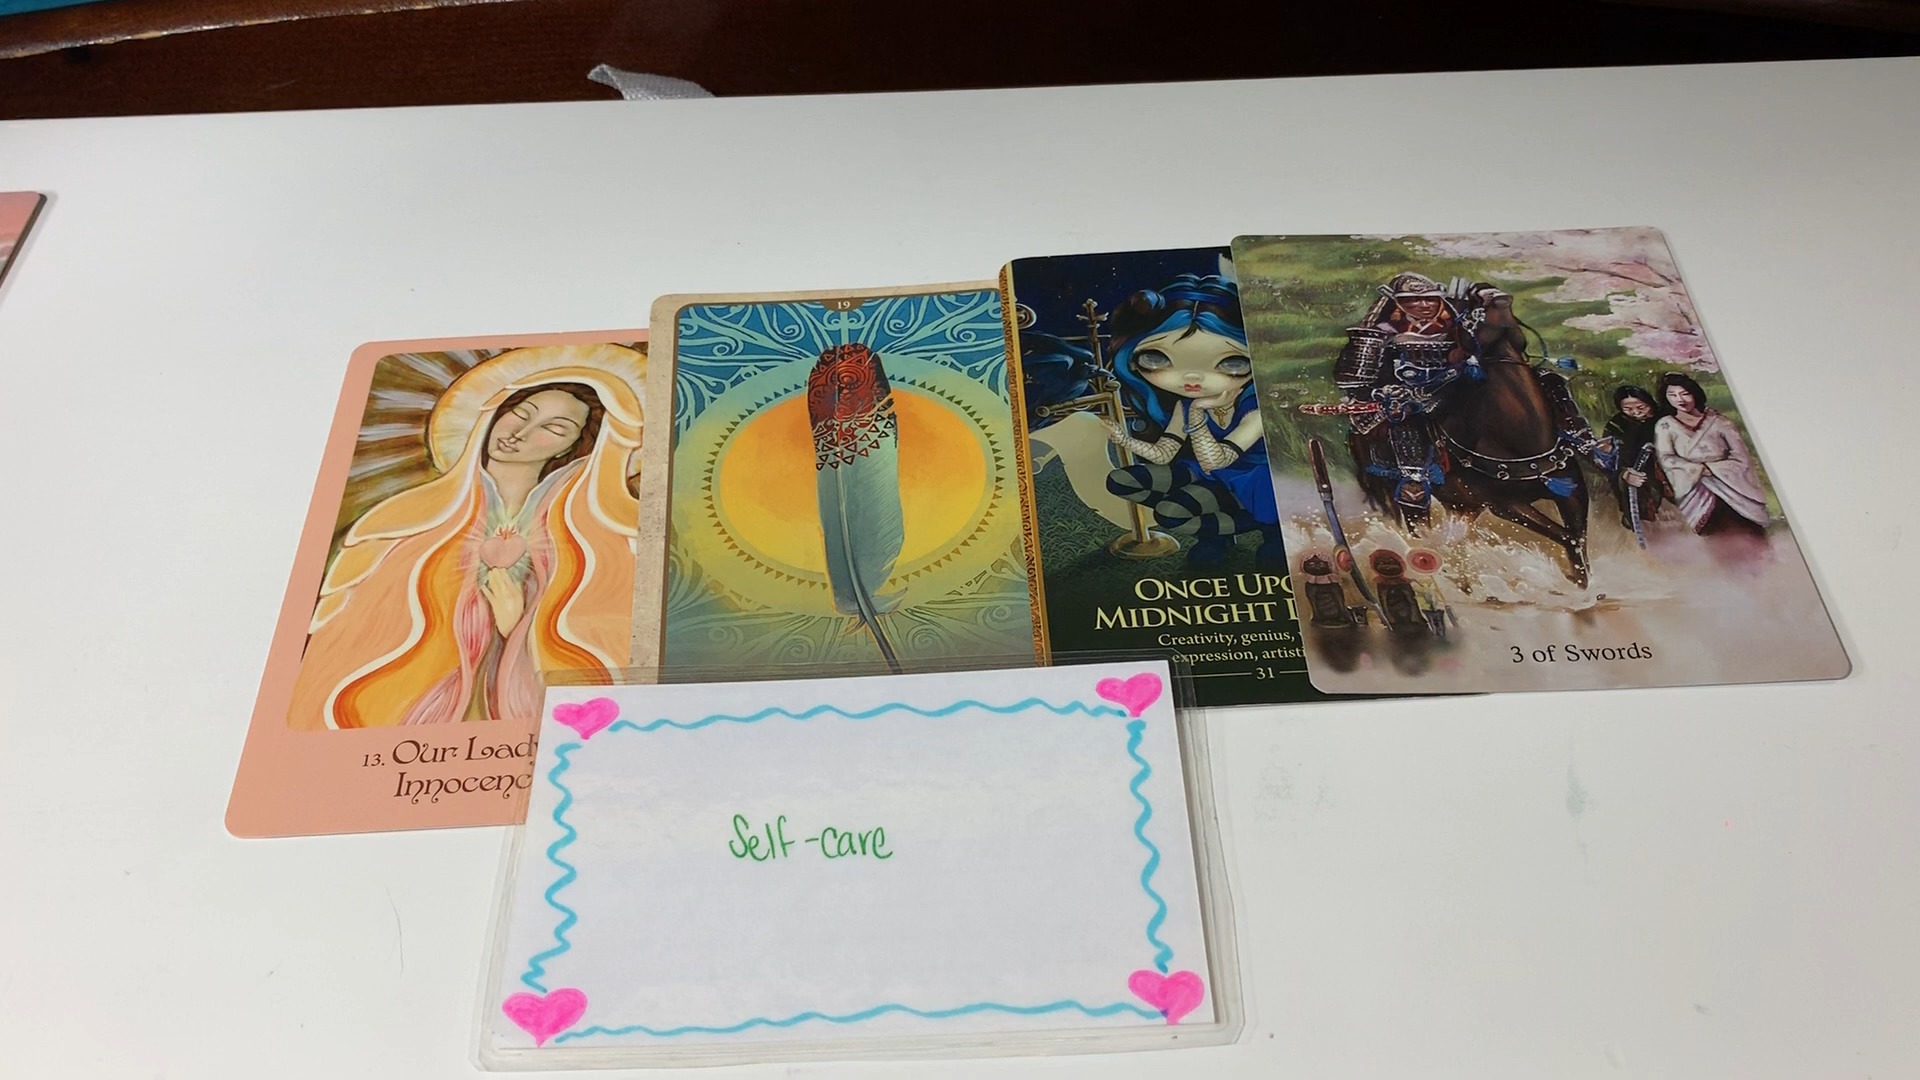 19
13. Our Lady
Innocenc
Once Upo
Midnight
Creativity, genius,
expression, artisti
31
3 of Swords
Self-care